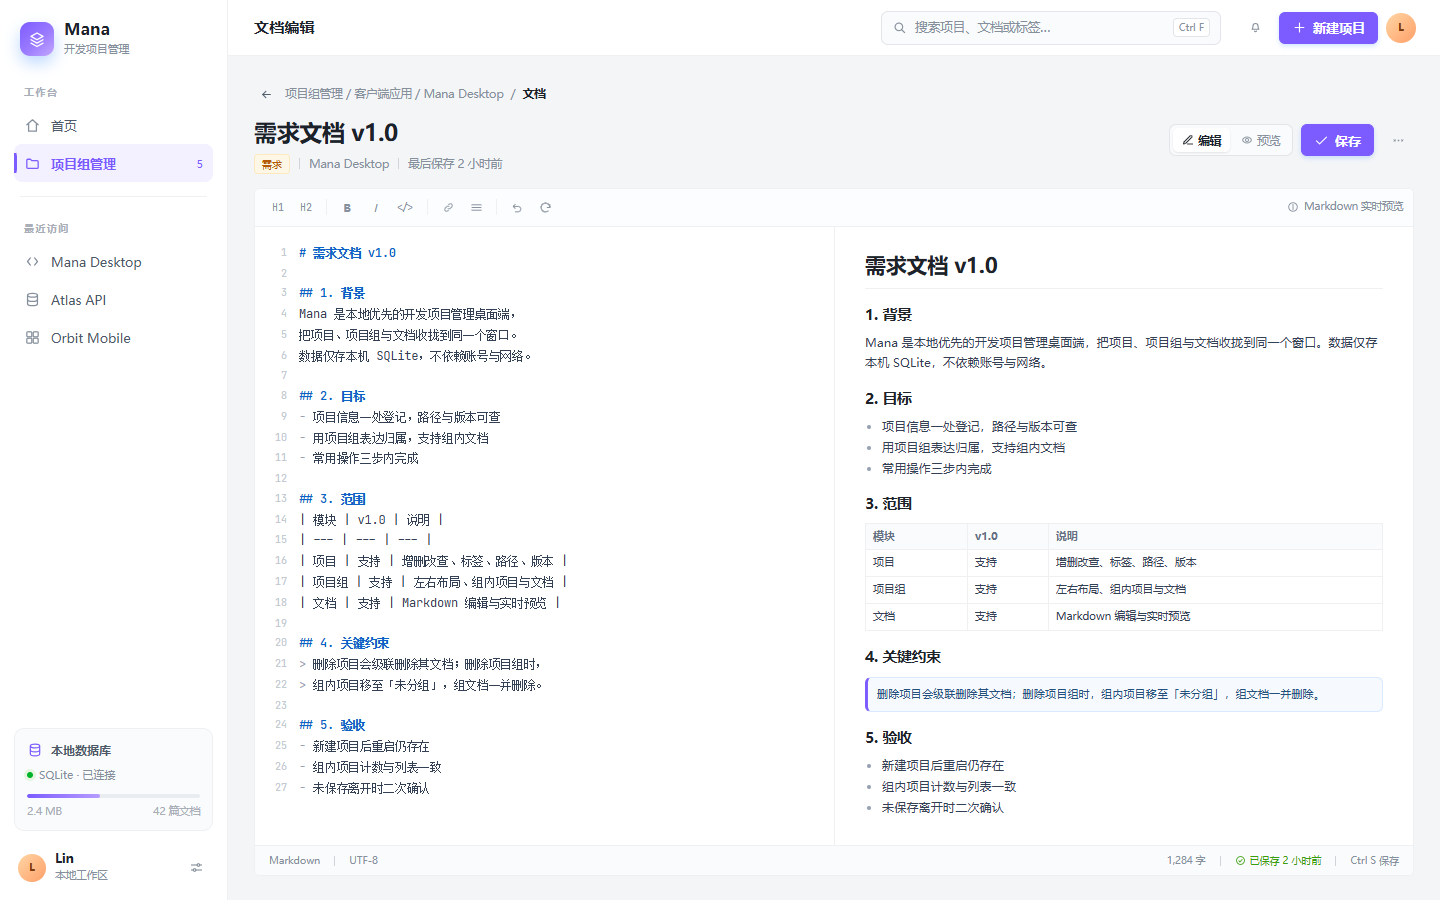 Mana
开发项目管理
工作台
首页
项目组管理 5
最近访问
Mana Desktop
Atlas API
Orbit Mobile
本地数据库
SQLite · 已连接
2.4 MB 42 篇文档
L Lin
本地工作区
文档编辑
搜索项目、文档或标签... Ctrl F
新建项目 L
项目组管理 / 客户端应用 / Mana Desktop / 文档
需求文档 v1.0
需求 Mana Desktop 最后保存 2 小时前
编辑 预览 保存 ···
H1 H2 B I </> Markdown 实时预览
1 # 需求文档 v1.0
2
3 ## 1. 背景
4 Mana 是本地优先的开发项目管理桌面端，
5 把项目、项目组与文档收拢到同一个窗口。
6 数据仅存本机 SQLite，不依赖账号与网络。
7
8 ## 2. 目标
9 - 项目信息一处登记，路径与版本可查
10 - 用项目组表达归属，支持组内文档
11 - 常用操作三步内完成
12
13 ## 3. 范围
14 | 模块 | v1.0 | 说明 |
15 | --- | --- | --- |
16 | 项目 | 支持 | 增删改查、标签、路径、版本 |
17 | 项目组 | 支持 | 左右布局、组内项目与文档 |
18 | 文档 | 支持 | Markdown 编辑与实时预览 |
19
20 ## 4. 关键约束
21 > 删除项目会级联删除其文档；删除项目组时，
22 > 组内项目移至「未分组」，组文档一并删除。
23
24 ## 5. 验收
25 - 新建项目后重启仍存在
26 - 组内项目计数与列表一致
27 - 未保存离开时二次确认
需求文档 v1.0
1. 背景
Mana 是本地优先的开发项目管理桌面端，把项目、项目组与文档收拢到同一个窗口。数据仅存
本机 SQLite，不依赖账号与网络。
2. 目标
• 项目信息一处登记，路径与版本可查
• 用项目组表达归属，支持组内文档
• 常用操作三步内完成
3. 范围
模块 v1.0 说明
项目 支持 增删改查、标签、路径、版本
项目组 支持 左右布局、组内项目与文档
文档 支持 Markdown 编辑与实时预览
4. 关键约束
删除项目会级联删除其文档；删除项目组时，组内项目移至「未分组」，组文档一并删除。
5. 验收
• 新建项目后重启仍存在
• 组内项目计数与列表一致
• 未保存离开时二次确认
Markdown UTF-8 1,284 字 已保存 2 小时前 Ctrl S 保存